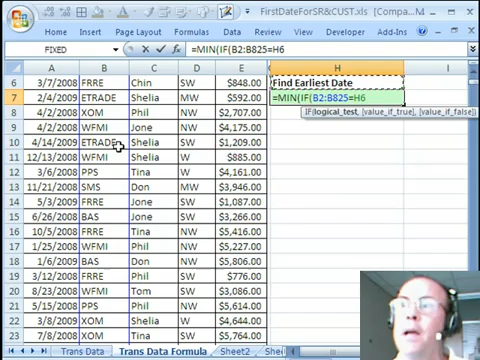 FirstDateForSR&CUST.xls [Compa
Home Insert Page Layout Formulas Data Review View Developer Add-Ins
FIXED =MIN(IF(B2:B825=H6
A B C D E H
6 3/7/2008 FRRE Chin SW $848.00 Find Earliest Date
7 2/4/2009 ETRADE Shelia MW $592.00 =MIN(IF(B2:B825=H6
8 4/2/2008 XOM Phil NW $2,707.00 IF(logical_test, [value_if_true], [value_if_false])
9 4/2/2008 WFMI Jone NW $4,175.00
10 4/14/2009 ETRADE Shelia SW $1,209.00
11 12/13/2008 WFMI Shelia W $885.00
12 3/6/2008 PPS Tina W $4,161.00
13 11/21/2008 SMS Don MW $3,946.00
14 5/3/2009 FRRE Jone SW $1,087.00
15 6/26/2008 BAS Jone SW $3,266.00
16 10/5/2008 XOM Tina NW $5,416.00
17 1/25/2008 WFMI Phil NW $5,227.00
18 1/6/2009 BAS Don NW $5,806.00
19 3/12/2008 FRRE Phil SW $776.00
20 8/23/2008 WFMI Tom SW $3,086.00
21 5/15/2008 PPS Phil NW $5,614.00
22 3/8/2009 XOM Shelia W $4,644.00
23 7/8/2008 XOM Tina SW $5,764.00
Trans Data Trans Data Formula Sheet2